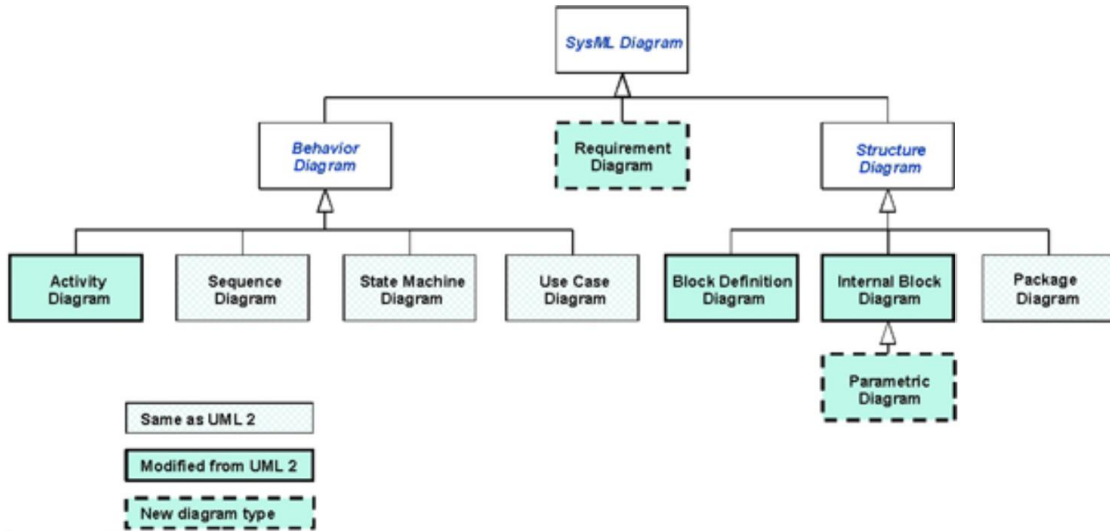 SysML Diagram
Behavior
Diagram
Requirement
Diagram
Structure
Diagram
Activity
Diagram
Sequence
Diagram
State Machine
Diagram
Use Case
Diagram
Block Definition
Diagram
Internal Block
Diagram
Package
Diagram
Parametric
Diagram
Same as UML 2
Modified from UML 2
New diagram type